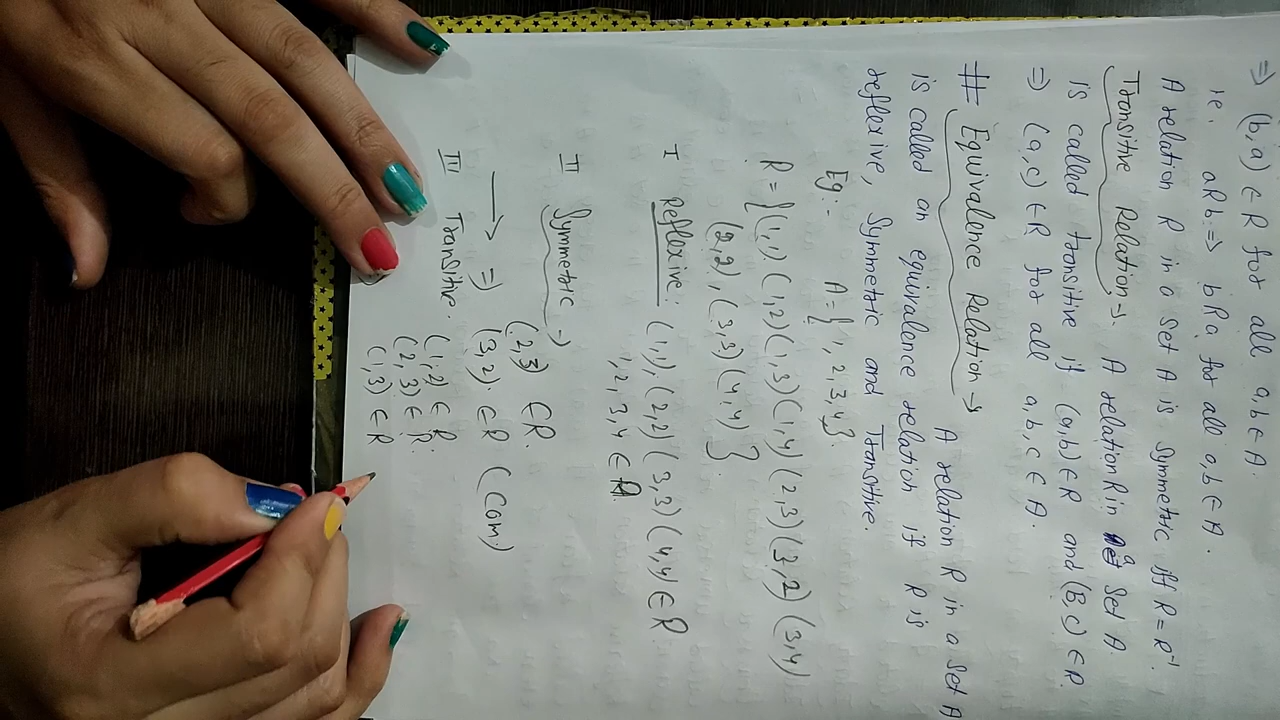 ⇒ (b,a) ∈ R for all a,b ∈ A.
ie. aRb ⇒ bRa for all a,b ∈ A.
A relation R in a Set A is Symmetric iff R = R⁻¹.
Transitive Relation → A relation R in a Set A
is called transitive if (a,b) ∈ R and (B,c) ∈ R
⇒ (a,c) ∈ R for all a,b,c ∈ A.
# Equivalence Relation → A relation R in a Set A
is called an equivalence relation if R is
reflexive, Symmetric and Transtive.
Eg:- A = {1,2,3,4}
R = {(1,1) (1,2) (1,3) (1,4) (2,3) (3,2) (3,4)
(2,2), (3,3) (4,4)}.
I Reflexive: (1,1), (2,2) (3,3) (4,4) ∈ R
1,2,3,4 ∈ A
II Symmetric →
(2,3) ∈ R.
→ ⇒ (3,2) ∈ R (Com)
III Transitive. (1,2) ∈ R.
(2,3) ∈ R.
(1,3) ∈ R